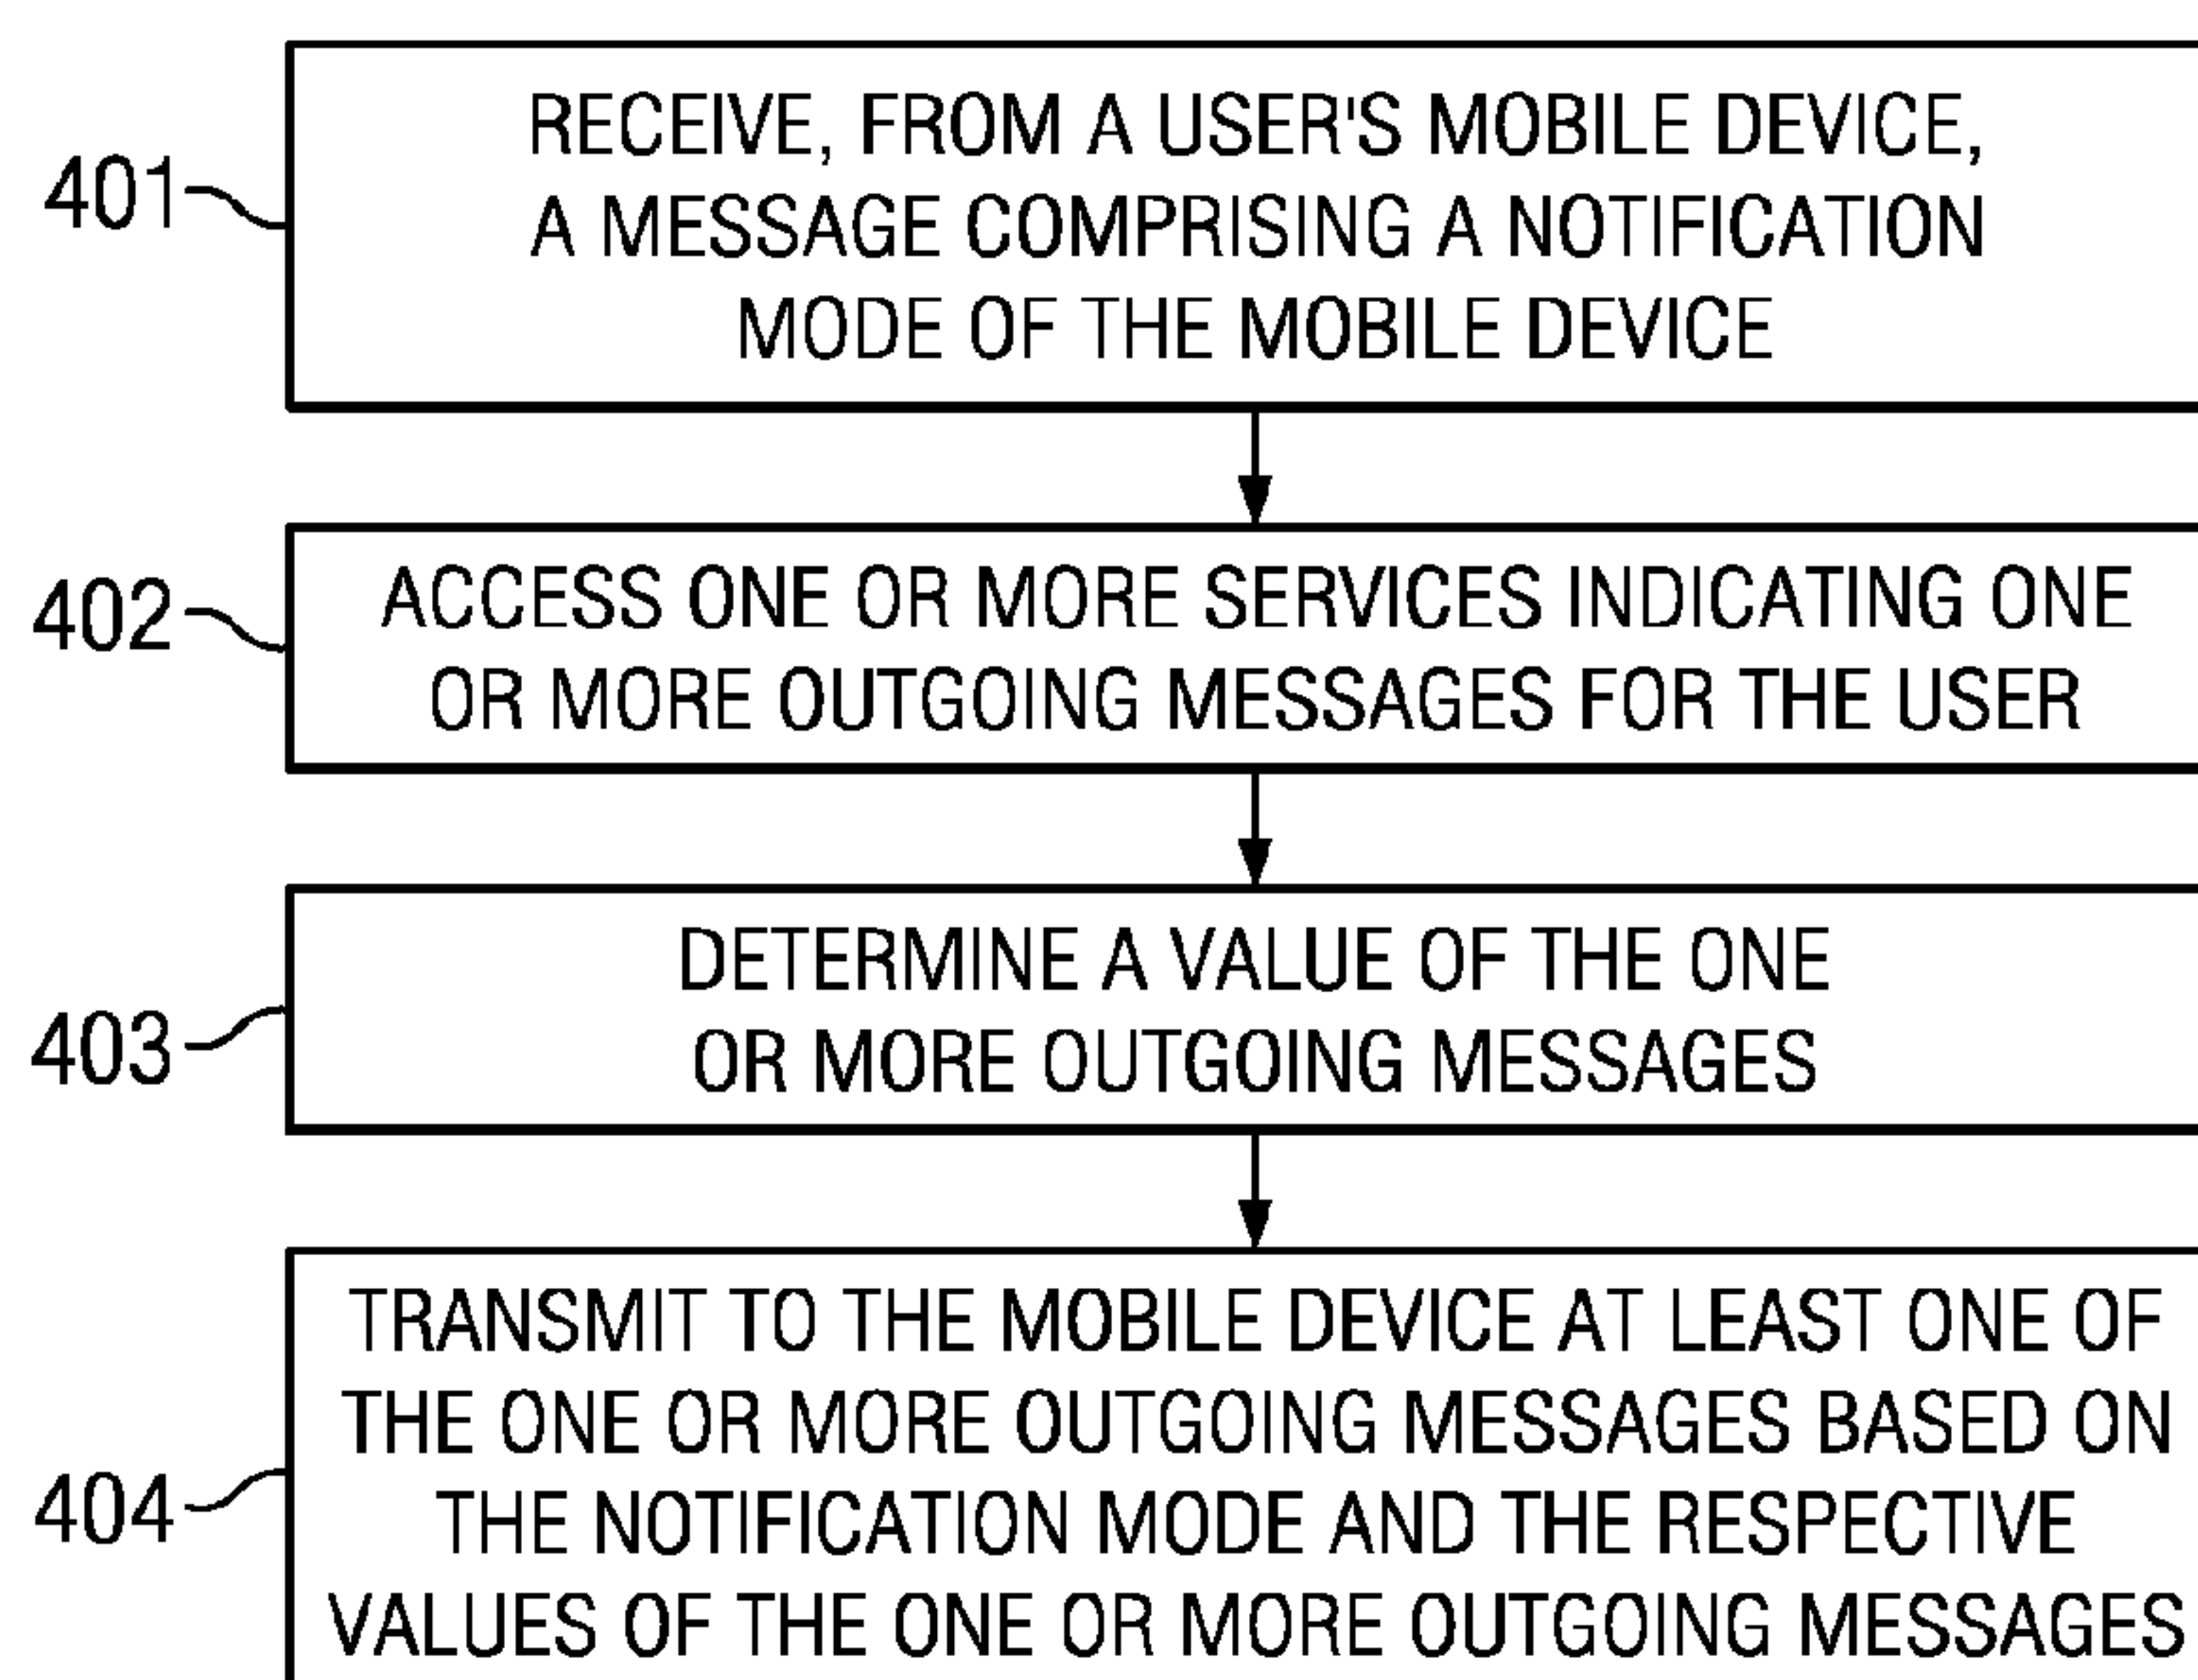 RECEIVE, FROM A USER'S MOBILE DEVICE,
401
A MESSAGE COMPRISING A NOTIFICATION
MODE OF THE MOBILE DEVICE
402
ACCESS ONE OR MORE SERVICES INDICATING ONE
OR MORE OUTGOING MESSAGES FOR THE USER
DETERMINE A VALUE OF THE ONE
403
OR MORE OUTGOING MESSAGES
TRANSMIT TO THE MOBILE DEVICE AT LEAST ONE OF
THE ONE OR MORE OUTGOING MESSAGES BASED ON
404
THE NOTIFICATION MODE AND THE RESPECTIVE
VALUES OF THE ONE OR MORE OUTGOING MESSAGES